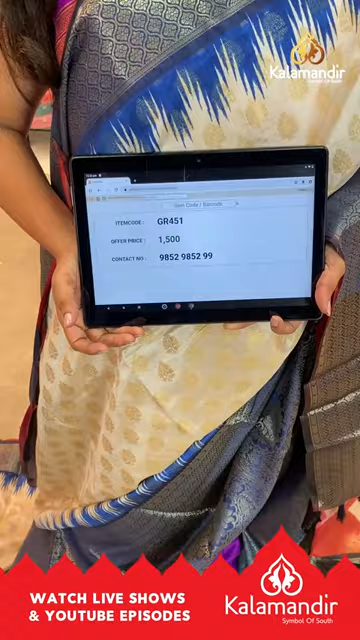 Kalamandir
Symbol Of South
Item Code / Barcode
ITEMCODE : GR451
OFFER PRICE : 1,500
CONTACT NO : 9852 9852 99
WATCH LIVE SHOWS
& YOUTUBE EPISODES
Kalamandir
Symbol Of South